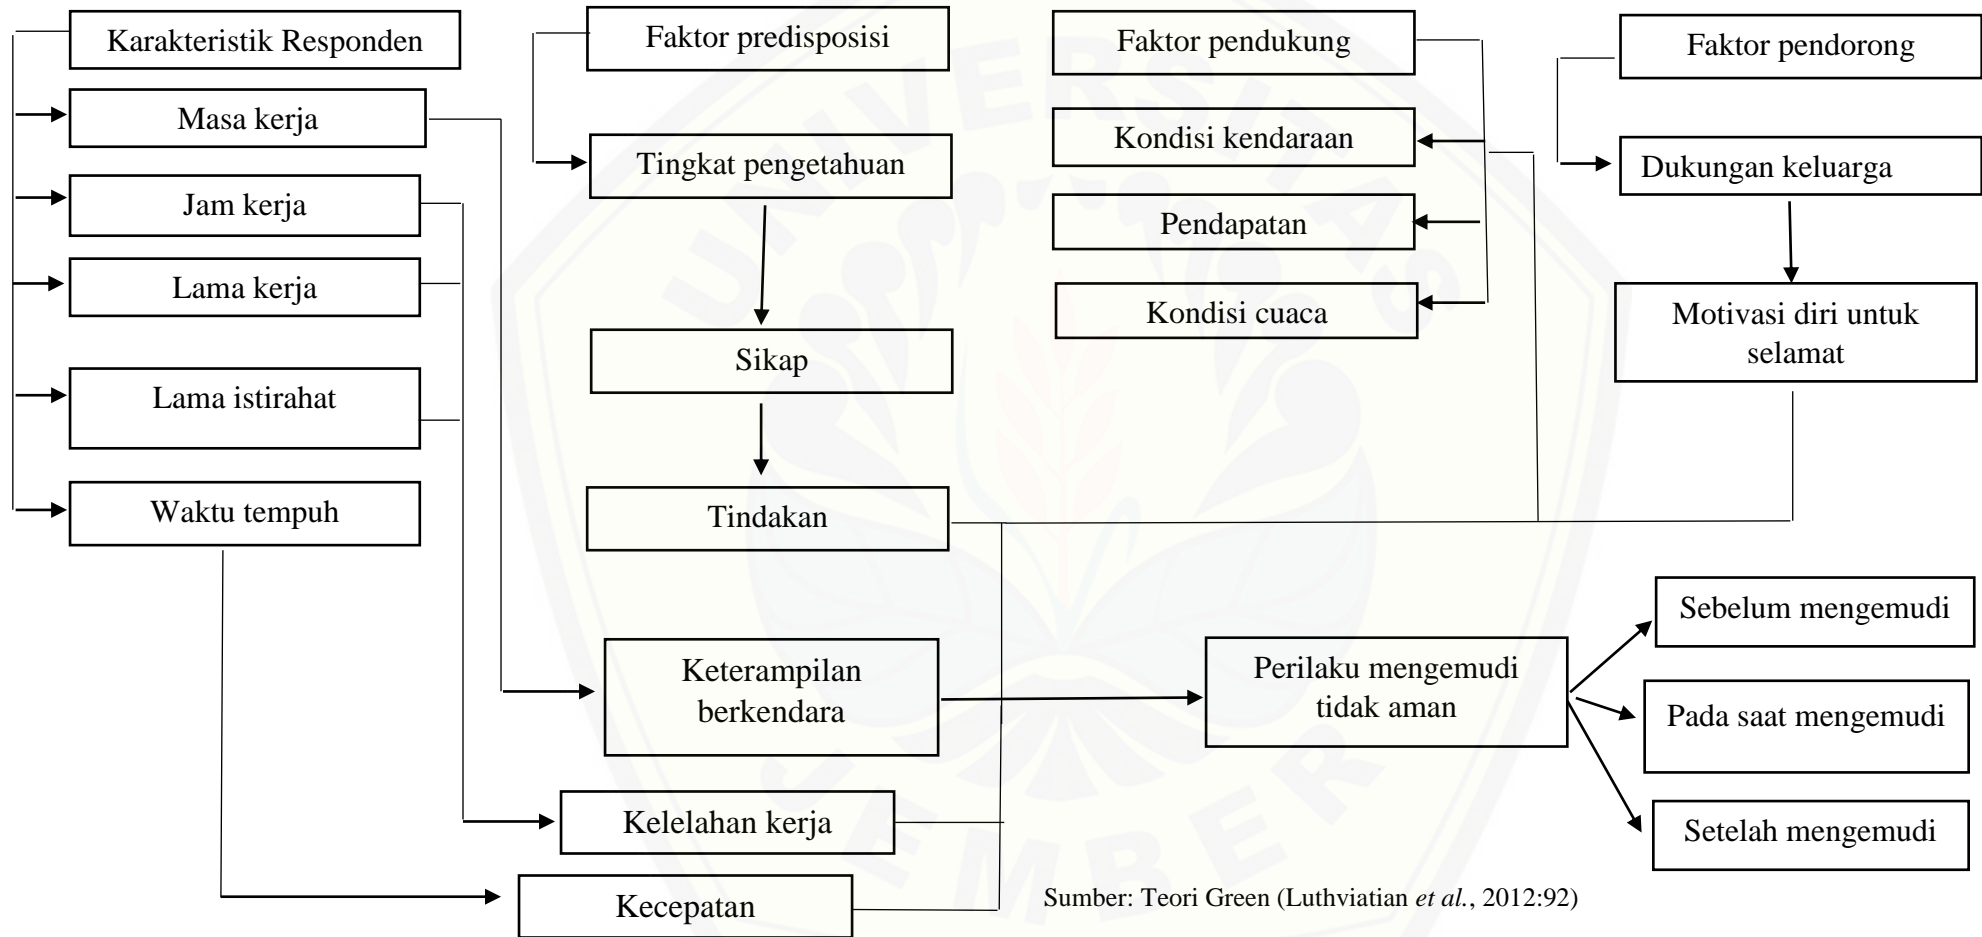 Karakteristik Responden
Masa kerja
Jam kerja
Lama kerja
Lama istirahat
Waktu tempuh
Faktor predisposisi
Tingkat pengetahuan
Sikap
Tindakan
Keterampilan
berkendara
Kelelahan kerja
Kecepatan
Faktor pendukung
Kondisi kendaraan
Pendapatan
Kondisi cuaca
Faktor pendorong
Dukungan keluarga
Motivasi diri untuk
selamat
Perilaku mengemudi
tidak aman
Sebelum mengemudi
Pada saat mengemudi
Setelah mengemudi
Sumber: Teori Green (Luthviatian et al., 2012:92)
UNIVERSITAS
JEMBER